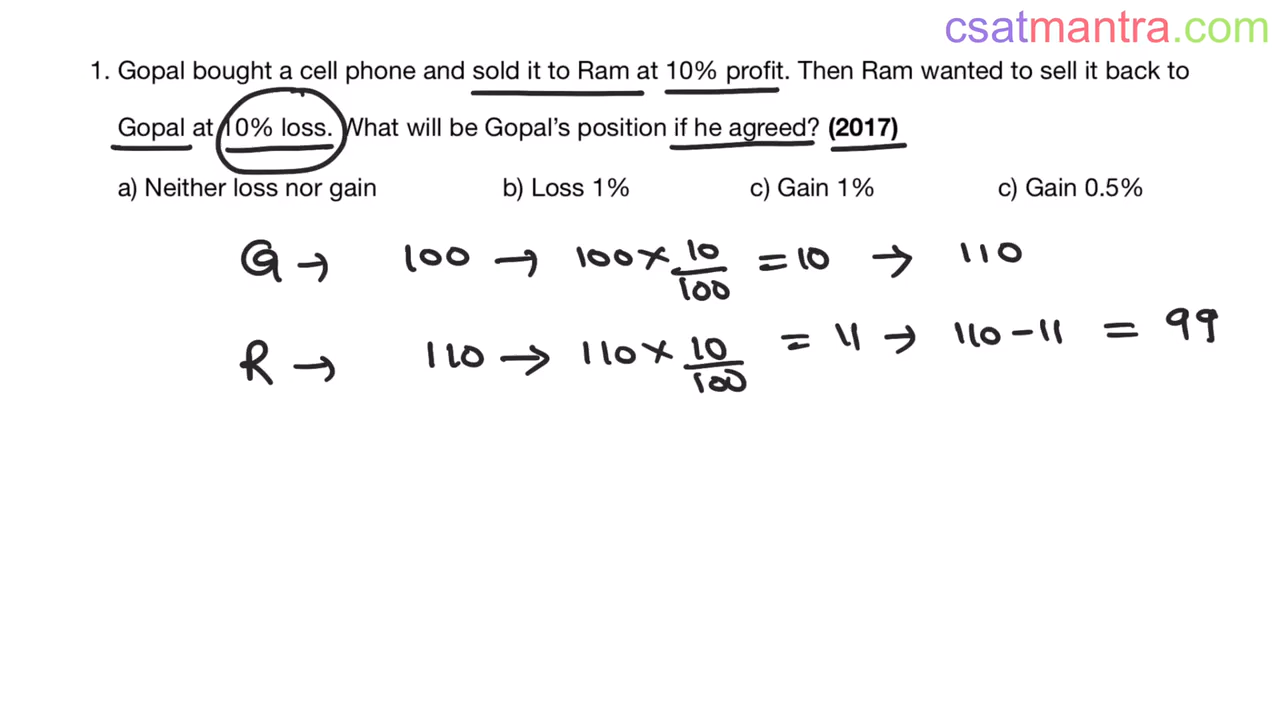 csatmantra.com
1. Gopal bought a cell phone and sold it to Ram at 10% profit. Then Ram wanted to sell it back to
Gopal at 10% loss. What will be Gopal's position if he agreed? (2017)
a) Neither loss nor gain b) Loss 1% c) Gain 1% c) Gain 0.5%
G → 100 → 100 × 10/100 = 10 → 110
R → 110 → 110 × 10/100 = 11 → 110 - 11 = 99